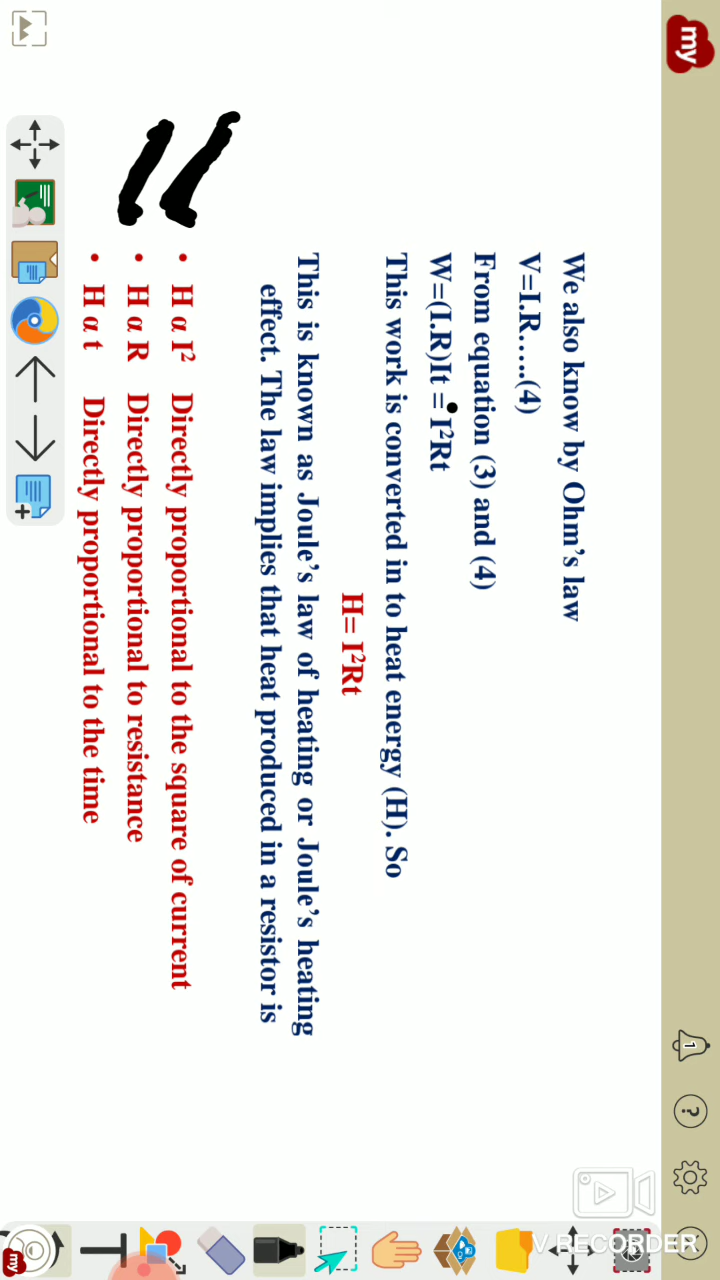 my
1
?
We also know by Ohm’s law
V=I.R…..(4)
From equation (3) and (4)
W=(I.R)It = I²Rt
This work is converted in to heat energy (H). So
H= I²Rt
This is known as Joule’s law of heating or Joule’s heating
effect. The law implies that heat produced in a resistor is
• H α I² Directly proportional to the square of current
• H α R Directly proportional to resistance
• H α t Directly proportional to the time
V RECORDER
my